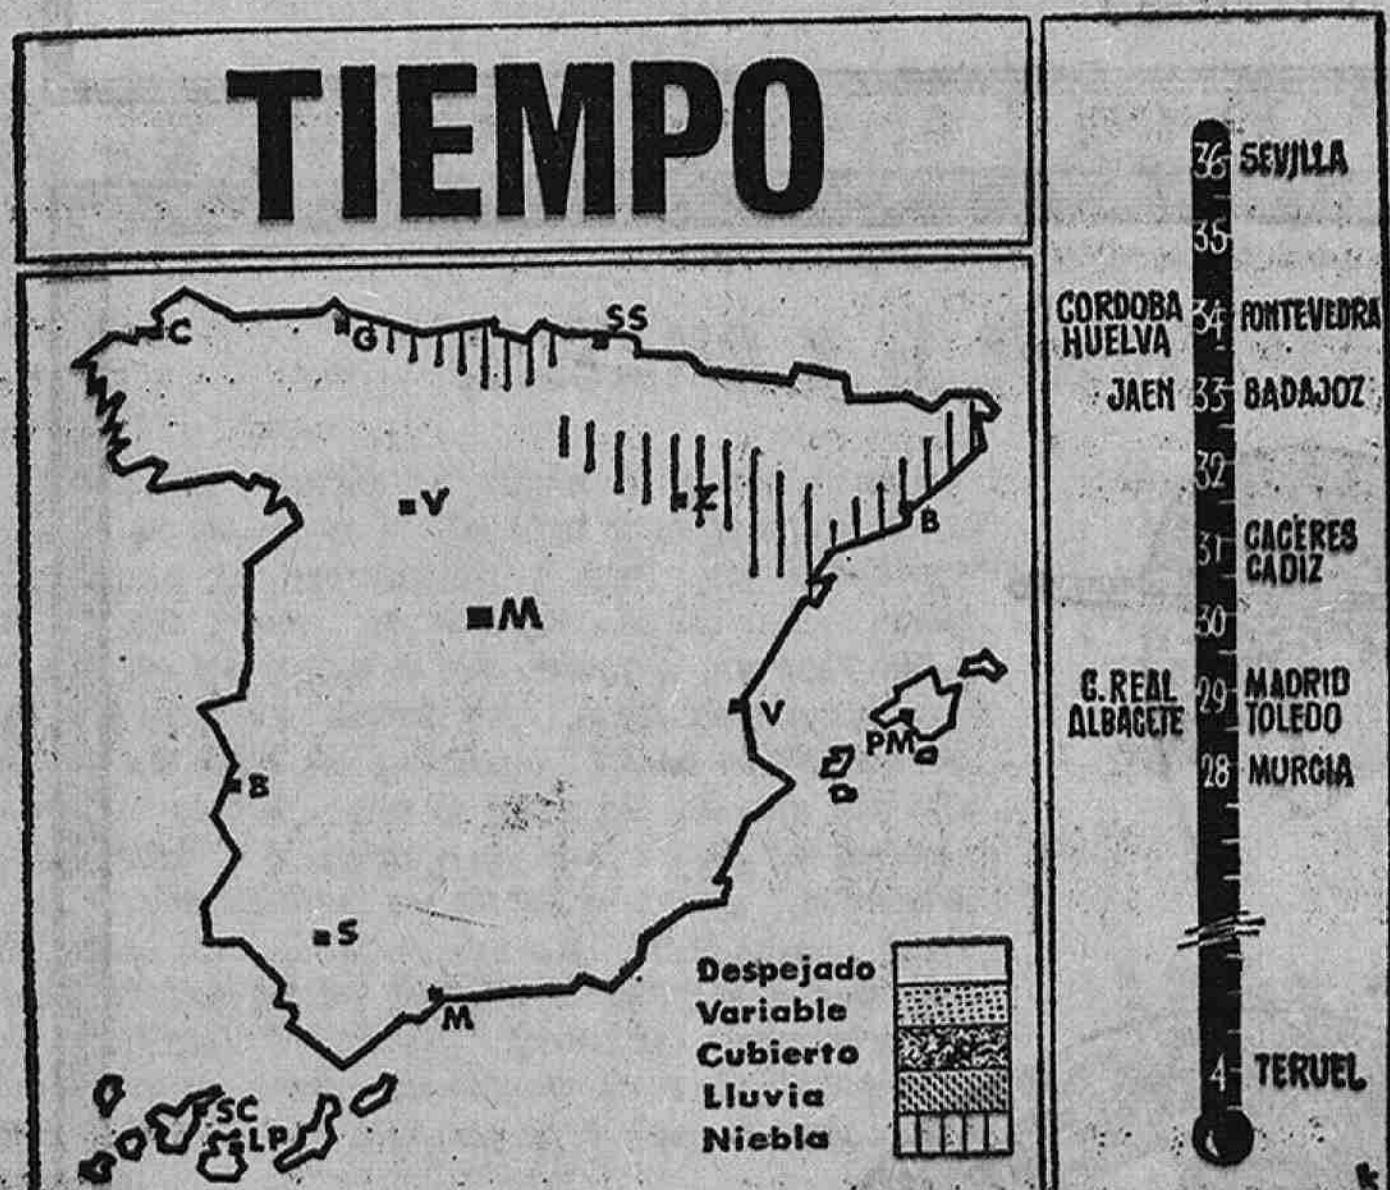 TIEMPO
C
G
SS
V
Z
B
M
V
PM
B
S
M
SC
LP
Despejado
Variable
Cubierto
Lluvia
Niebla
36 SEVILLA
35
CORDOBA 34 PONTEVEDRA
HUELVA
JAEN 33 BADAJOZ
32
31 CACERES
CADIZ
30
C. REAL 29 MADRID
ALBACETE TOLEDO
28 MURCIA
4 TERUEL